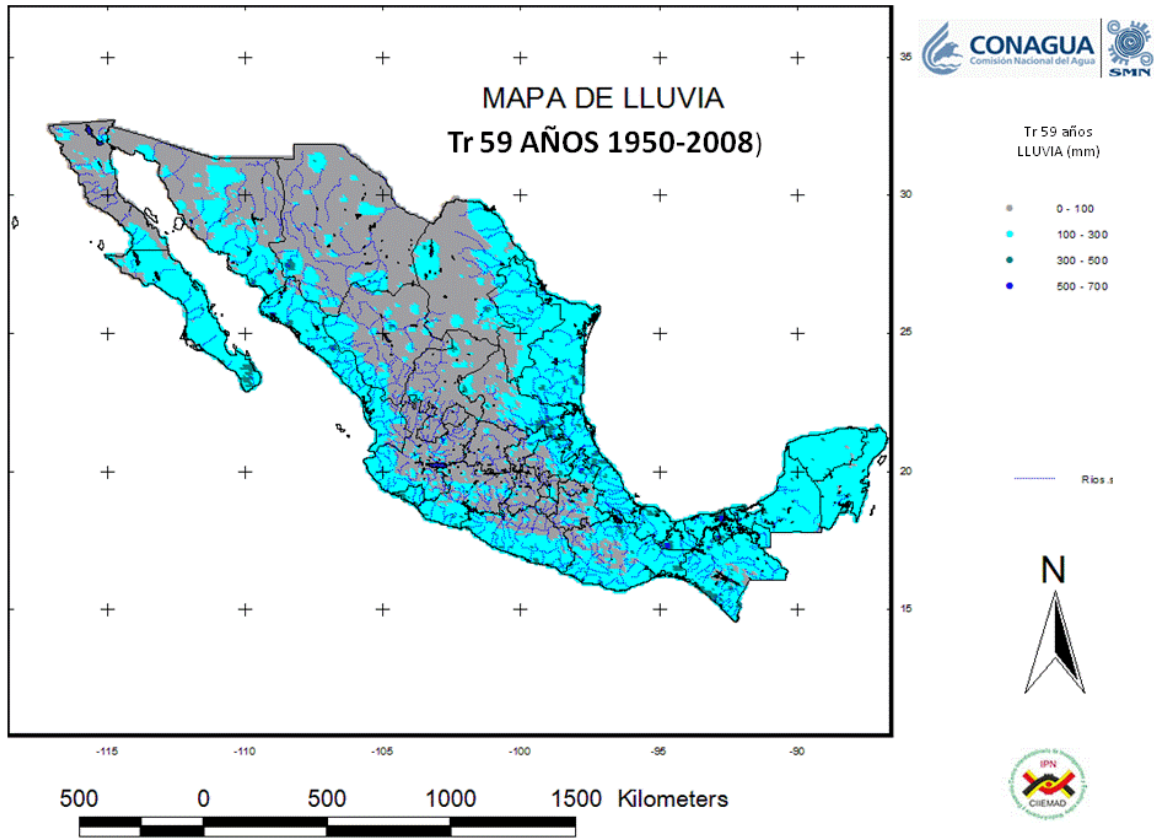 MAPA DE LLUVIA
Tr 59 AÑOS 1950-2008)
CONAGUA
Comisión Nacional del Agua
SMN
Tr 59 años
LLUVIA (mm)
0 - 100
100 - 300
300 - 500
500 - 700
Rios
N
35
30
25
20
15
-115
-110
-105
-100
-95
-90
500
0
500
1000
1500 Kilometers
IPN
CIIEMAD